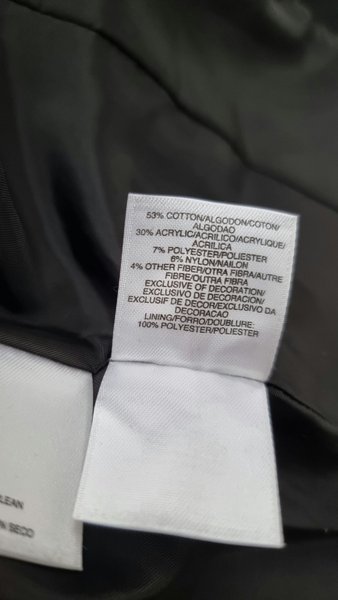 53% COTTON/ALGODON/COTON/
ALGODAO
30% ACRYLIC/ACRILICO/ACRYLIQUE/
ACRILICA
7% POLYESTER/POLIESTER
6% NYLON/NAILON
4% OTHER FIBER/OTRA FIBRA/AUTRE
FIBRE/OUTRA FIBRA
EXCLUSIVE OF DECORATION/
EXCLUSIVO DE DECORACION/
EXCLUSIF DE DECOR/EXCLUSIVO DA
DECORACAO
LINING/FORRO/DOUBLURE:
100% POLYESTER/POLIESTER
LEAN
SECO